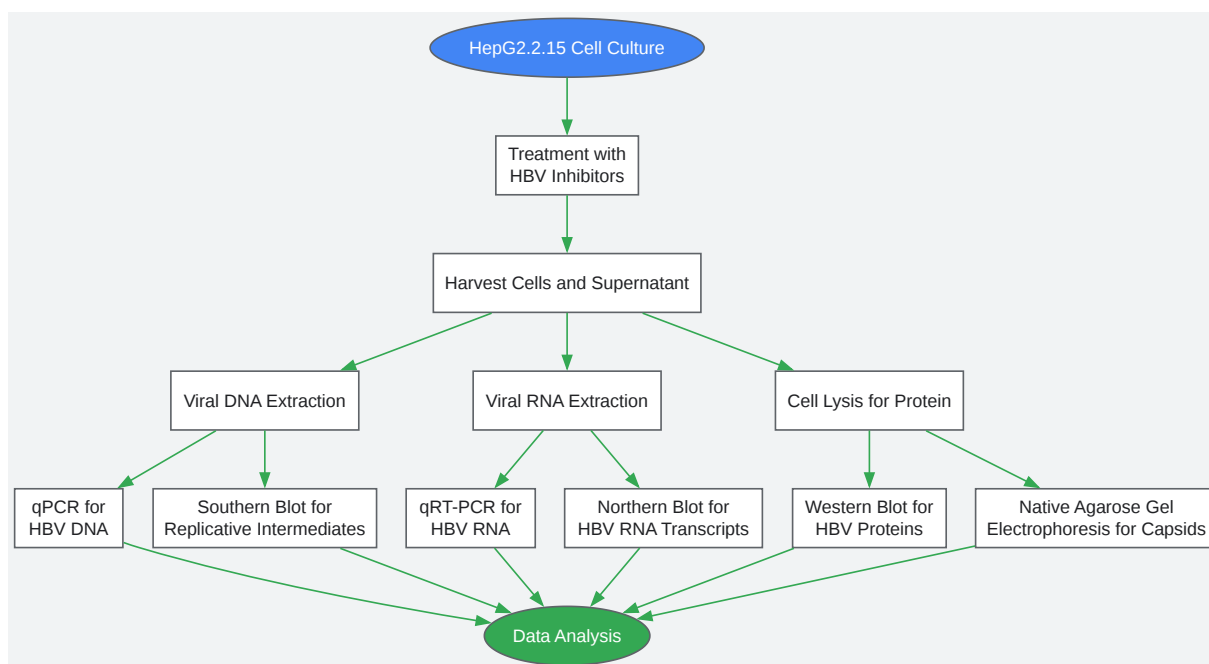 HepG2.2.15 Cell Culture
Treatment with
HBV Inhibitors
Harvest Cells and Supernatant
Viral DNA Extraction
Viral RNA Extraction
Cell Lysis for Protein
qPCR for
HBV DNA
Southern Blot for
Replicative Intermediates
qRT-PCR for
HBV RNA
Northern Blot for
HBV RNA Transcripts
Western Blot for
HBV Proteins
Native Agarose Gel
Electrophoresis for Capsids
Data Analysis